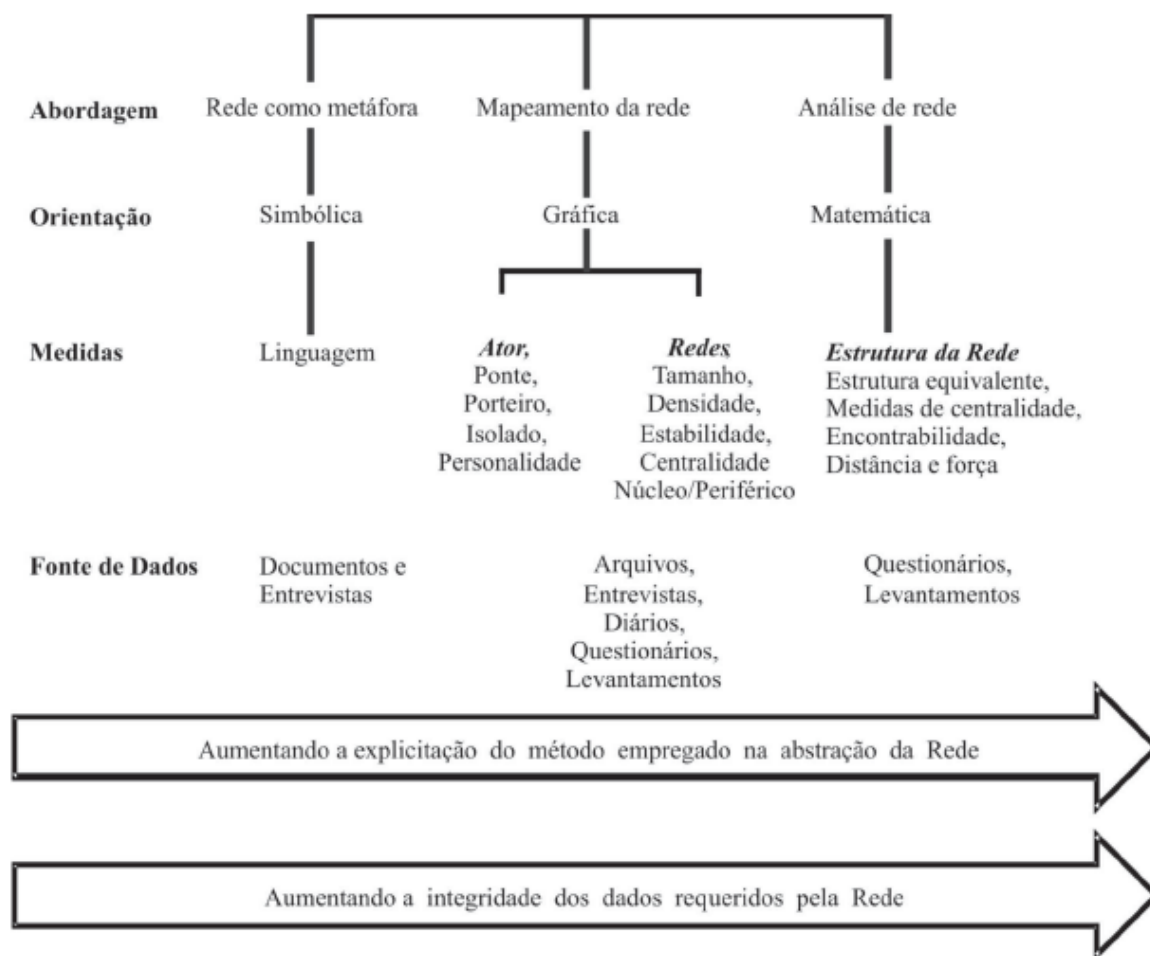 Abordagem Rede como metáfora Mapeamento da rede Análise de rede
Orientação Simbólica Gráfica Matemática
Medidas Linguagem
Ator,
Ponte,
Porteiro,
Isolado,
Personalidade
Redes,
Tamanho,
Densidade,
Estabilidade,
Centralidade
Núcleo/Periférico
Estrutura da Rede
Estrutura equivalente,
Medidas de centralidade,
Encontrabilidade,
Distância e força
Fonte de Dados
Documentos e
Entrevistas
Arquivos,
Entrevistas,
Diários,
Questionários,
Levantamentos
Questionários,
Levantamentos
Aumentando a explicitação do método empregado na abstração da Rede
Aumentando a integridade dos dados requeridos pela Rede